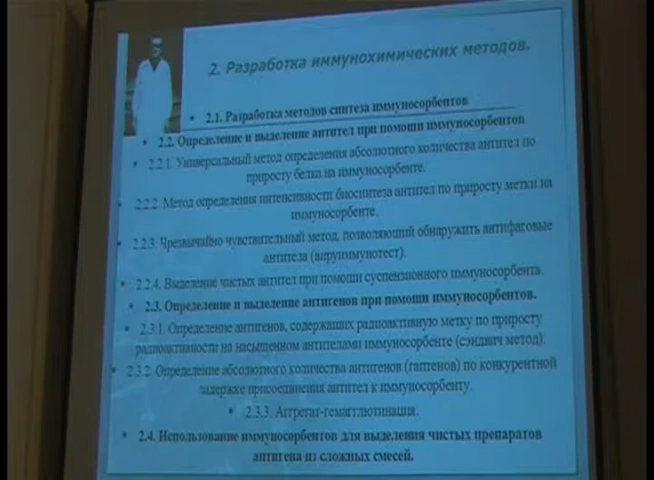 2. Разработка иммунохимических методов.
• 2.1. Разработка методов синтеза иммуносорбентов
• 2.2. Определение и выделение антител при помощи иммуносорбентов
• 2.2.1. Универсальный метод определения абсолютного количества антител по
приросту белка на иммуносорбенте.
• 2.2.2. Метод определения интенсивности биосинтеза антител по приросту метки на
иммуносорбенте.
• 2.2.3. Чрезвычайно чувствительный метод, позволяющий обнаружить антифаговые
антитела (вируиммунотест).
• 2.2.4. Выделение чистых антител при помощи суспензионного иммуносорбента.
• 2.3. Определение и выделение антигенов при помощи иммуносорбентов.
• 2.3.1. Определение антигенов, содержащих радиоактивную метку по приросту
радиоактивности на насыщенном антителами иммуносорбенте (сэндвич метод).
• 2.3.2. Определение абсолютного количества антигенов (гаптенов) по конкурентной
задержке присоединения антител к иммуносорбенту.
• 2.3.3. Агрегат-гемагглютинация.
• 2.4. Использование иммуносорбентов для выделения чистых препаратов
антигена из сложных смесей.